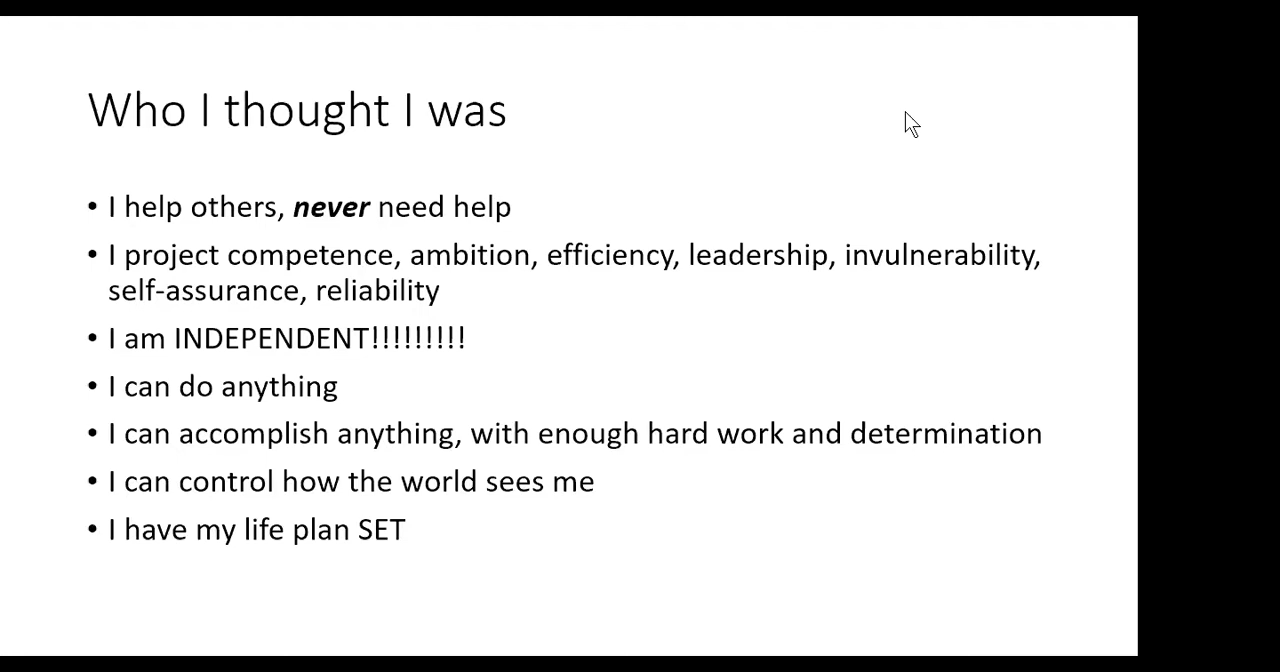 Who I thought I was
• I help others, never need help
• I project competence, ambition, efficiency, leadership, invulnerability,
self-assurance, reliability
• I am INDEPENDENT!!!!!!!!!
• I can do anything
• I can accomplish anything, with enough hard work and determination
• I can control how the world sees me
• I have my life plan SET